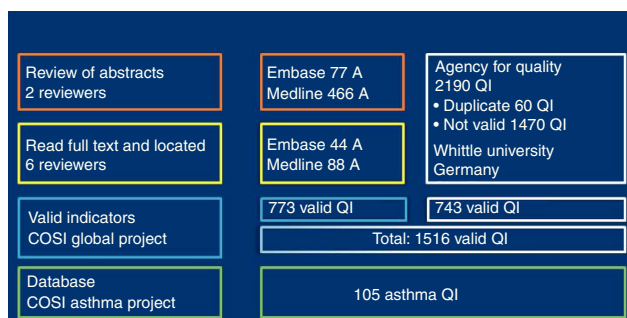 Review of abstracts
2 reviewers
Embase 77 A
Medline 466 A
Agency for quality
2190 QI
• Duplicate 60 QI
• Not valid 1470 QI
Whittle university
Germany
Read full text and located
6 reviewers
Embase 44 A
Medline 88 A
Valid indicators
COSI global project
773 valid QI
743 valid QI
Total: 1516 valid QI
Database
COSI asthma project
105 asthma QI